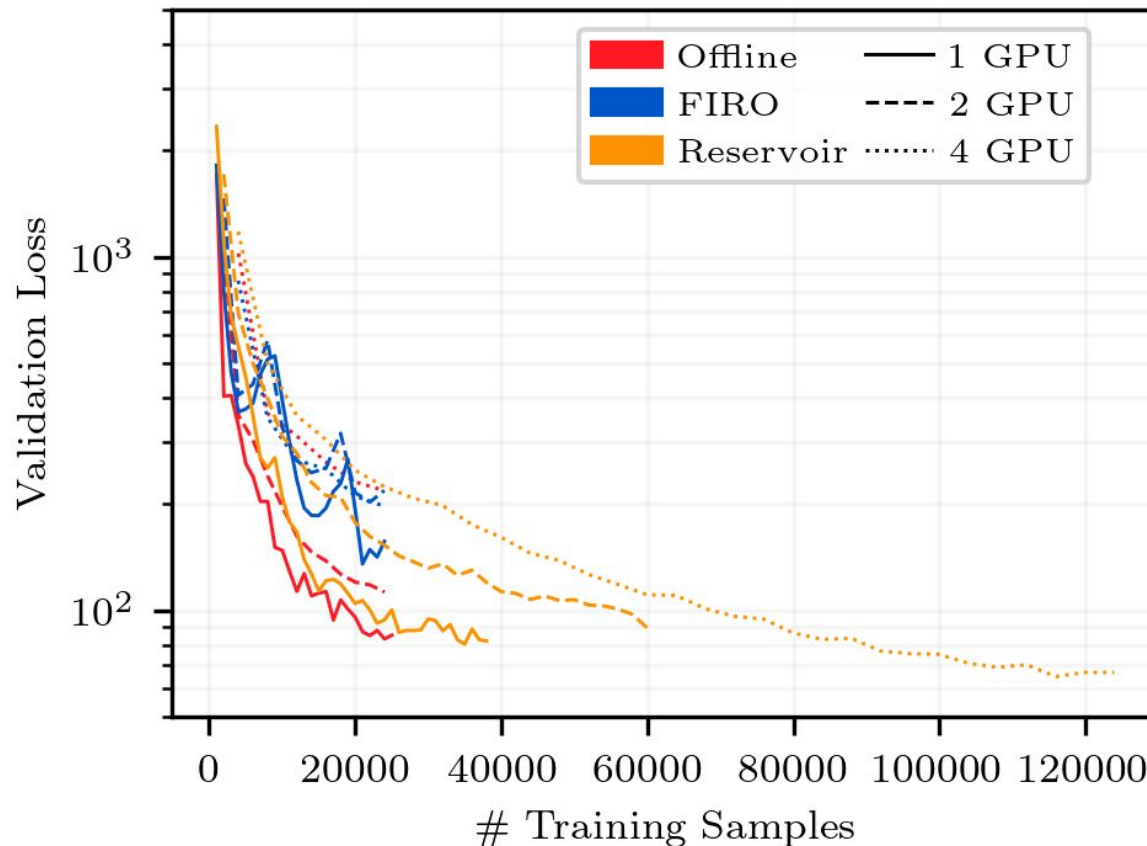 Offline
FIRO
Reservoir
1 GPU
2 GPU
4 GPU
Validation Loss
10³
10²
0 20000 40000 60000 80000 100000 120000
# Training Samples